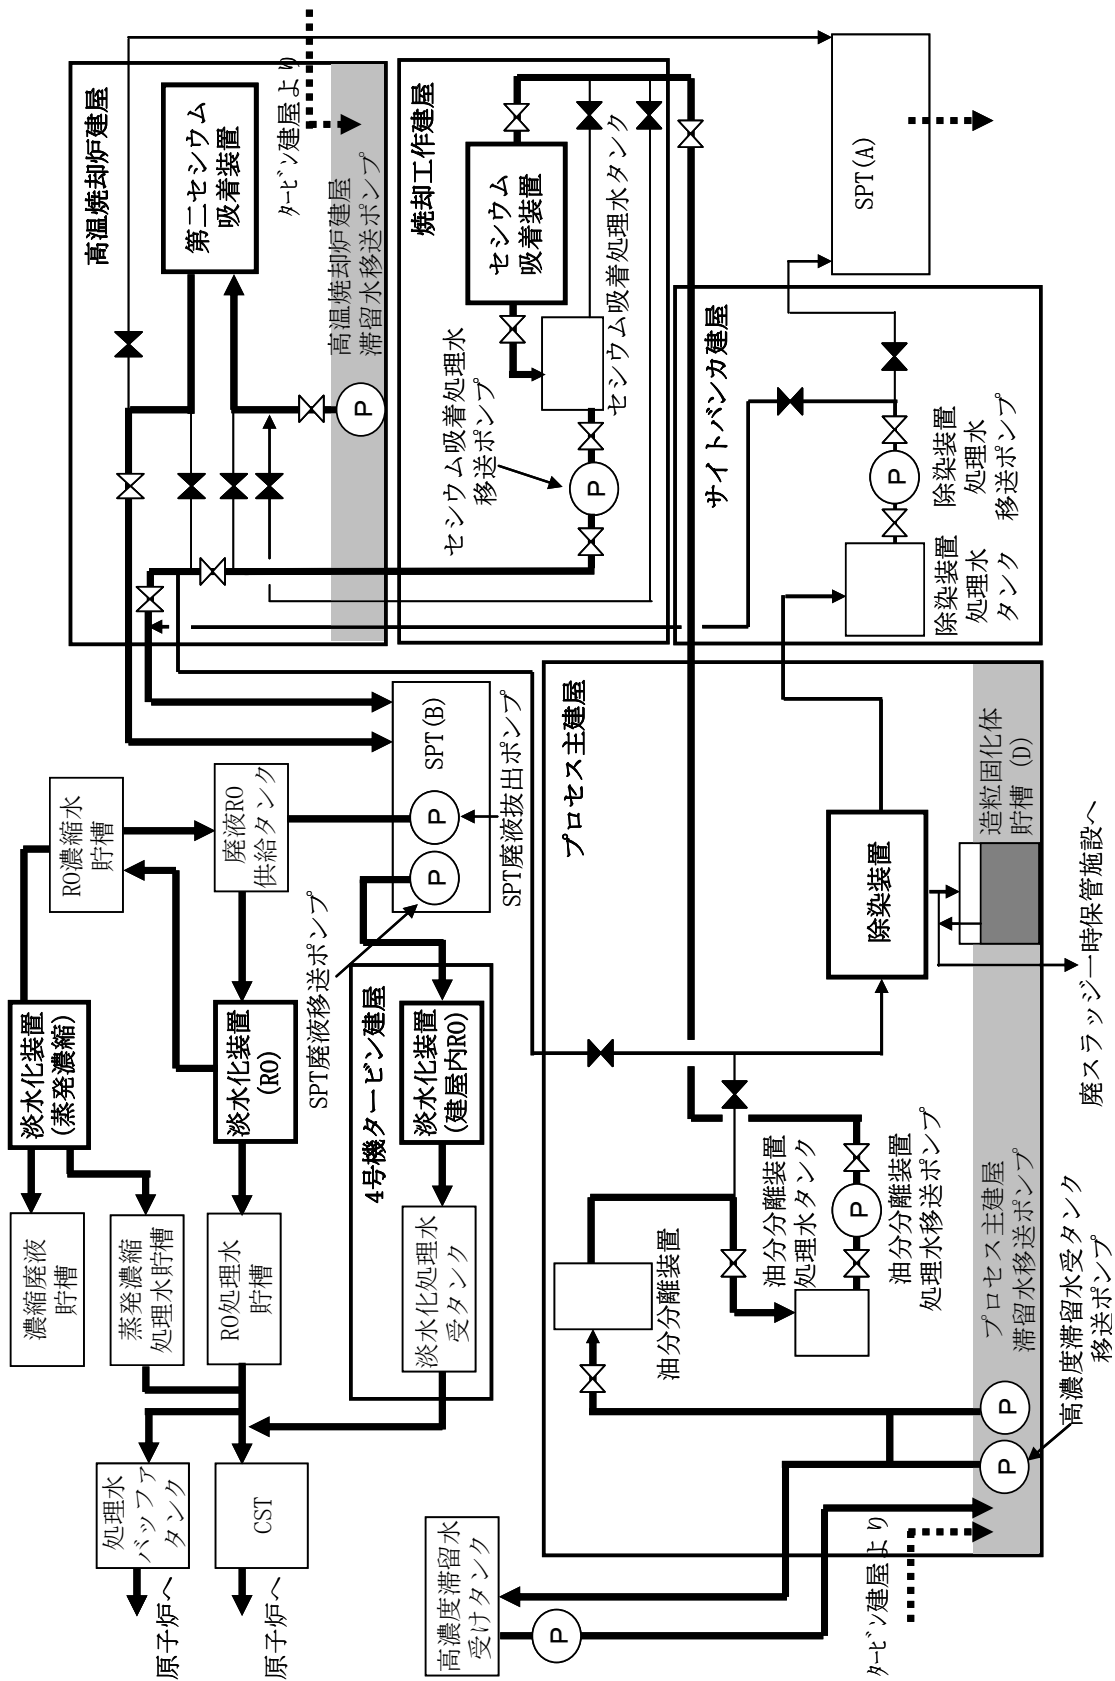 原子炉へ
原子炉へ
処理水
バッファ
タンク
CST
濃縮廃液
貯槽
蒸発濃縮
処理水貯槽
RO処理水
貯槽
淡水化装置
(蒸発濃縮)
淡水化装置
(RO)
RO濃縮水
貯槽
廃液RO
供給タンク
4号機タービン建屋
淡水化処理水
受タンク
淡水化装置
(建屋内RO)
SPT廃液移送ポンプ
SPT(B)
P
P
SPT廃液抜出ポンプ
高温焼却炉建屋
第二セシウム
吸着装置
タービン建屋より
高温焼却炉建屋
滞留水移送ポンプ
P
焼却工作建屋
セシウム
吸着装置
セシウム吸着処理水タンク
セシウム吸着処理水
移送ポンプ
P
サイトバンカ建屋
除染装置
処理水
タンク
P
除染装置
処理水
移送ポンプ
SPT(A)
高濃度滞留水
受けタンク
P
プロセス主建屋
油分分離装置
油分分離装置
処理水タンク
P
油分分離装置
処理水移送ポンプ
除染装置
造粒固化体
貯槽(D)
タービン建屋より
P
P
プロセス主建屋
滞留水移送ポンプ
高濃度滞留水受タンク
移送ポンプ
廃スラッジ一時保管施設へ